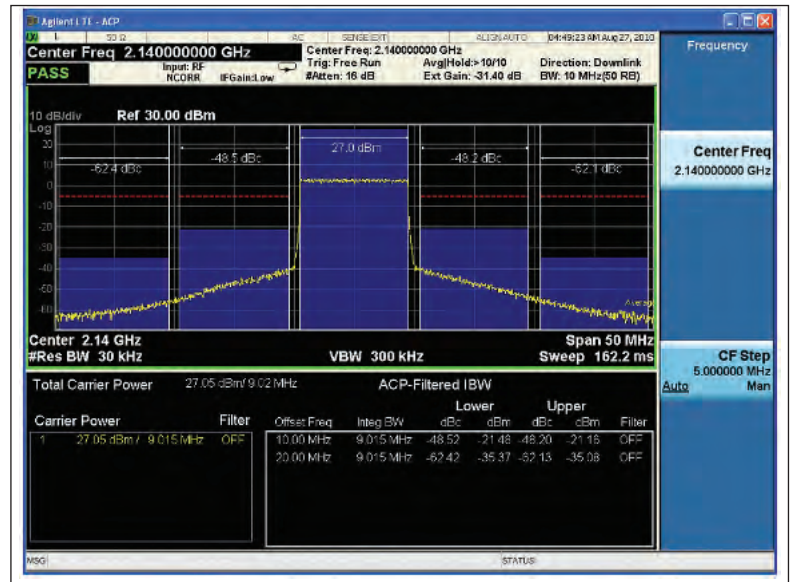 Agilent LTE - ACP
50 Ω AC SENSE:EXT ALIGN AUTO 04:49:23 AM Aug 27, 2010
Center Freq 2.140000000 GHz
Center Freq: 2.140000000 GHz
PASS
Input: RF
NCORR
IFGain:Low
Trig: Free Run
#Atten: 16 dB
Avg|Hold:>10/10
Ext Gain: -31.40 dB
Direction: Downlink
BW: 10 MHz(50 RB)
10 dB/div Ref 30.00 dBm
Log
-62.4 dBc
-48.5 dBc
27.0 dBm
-48.2 dBc
-62.1 dBc
10
0
-10
-20
-30
-40
-60
Average
Center 2.14 GHz Span 50 MHz
#Res BW 30 kHz VBW 300 kHz Sweep 162.2 ms
Total Carrier Power 27.05 dBm/ 9.02 MHz ACP-Filtered IBW
Lower Upper
Carrier Power Filter
Offset Freq Integ BW dBc dBm dBc dBm Filter
1 27.05 dBm / 9.015 MHz OFF
10.00 MHz 9.015 MHz -48.52 -21.48 -48.20 -21.16 OFF
20.00 MHz 9.015 MHz -62.42 -35.37 -62.13 -35.08 OFF
Frequency
Center Freq
2.140000000 GHz
CF Step
5.000000 MHz
Auto Man
MSG STATUS